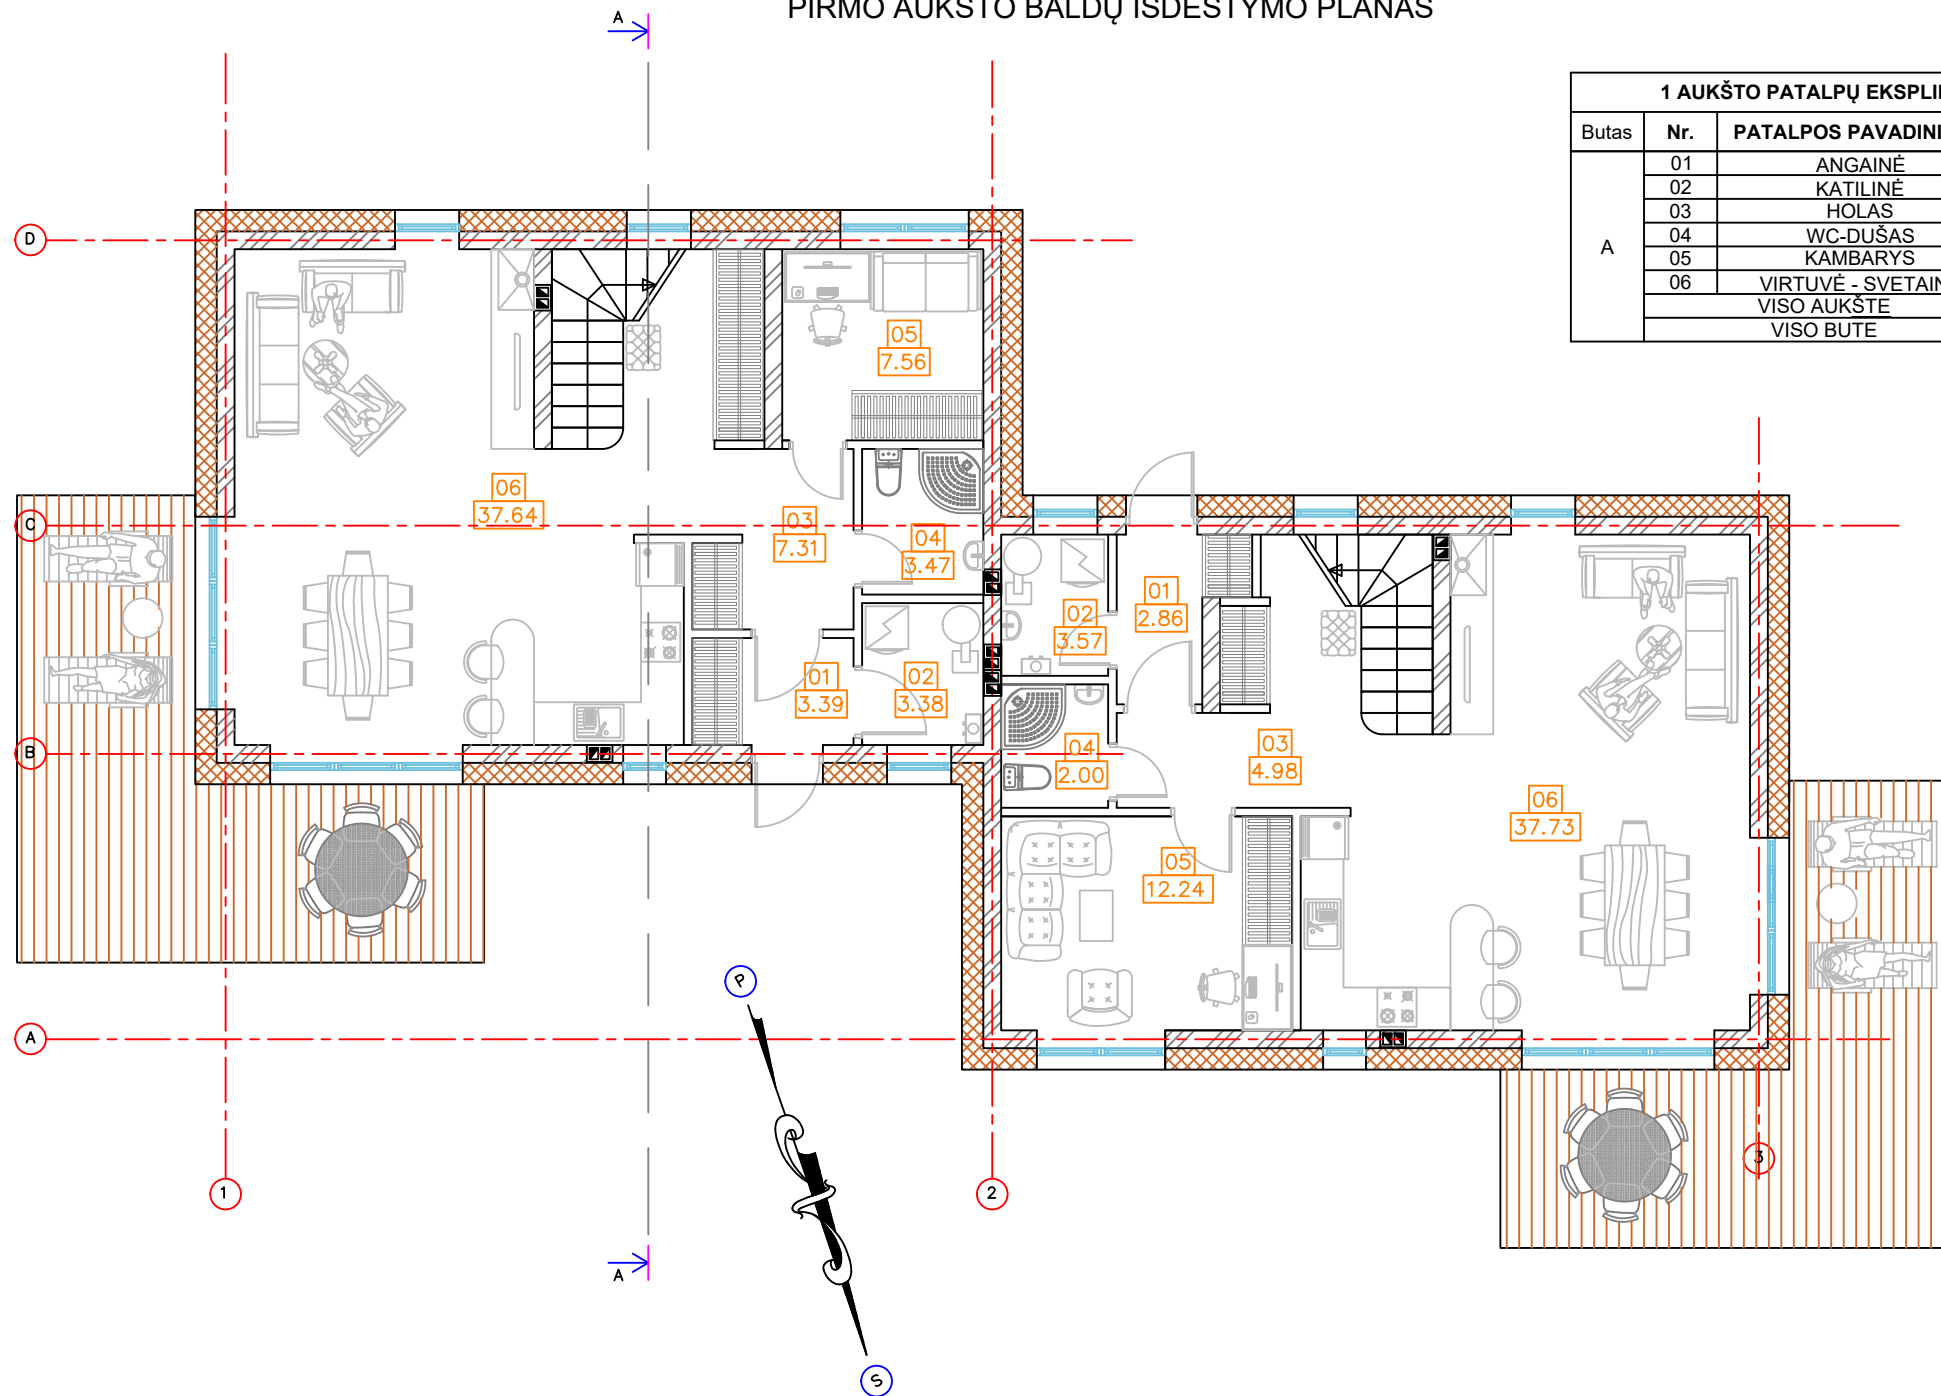 PIRMO AUKŠTO BALDŲ IŠDĖSTYMO PLANAS
A
1 AUKŠTO PATALPŲ
Butas Nr. PATALPOS
01 ANGAINĖ
02 KATILINĖ
03 HOLAS
04 WC-DUŠAS
05 KAMBARYS
06 VIRTUVĖ -
A
VISO AUKŠTE
VISO BUTE
D
05
7.56
06
37.64
C
03
7.31
04
3.47
01
2.86
02
3.57
01
3.39
02
3.38
B
03
4.98
04
2.00
06
37.73
05
12.24
P
A
1
2
3
A
S